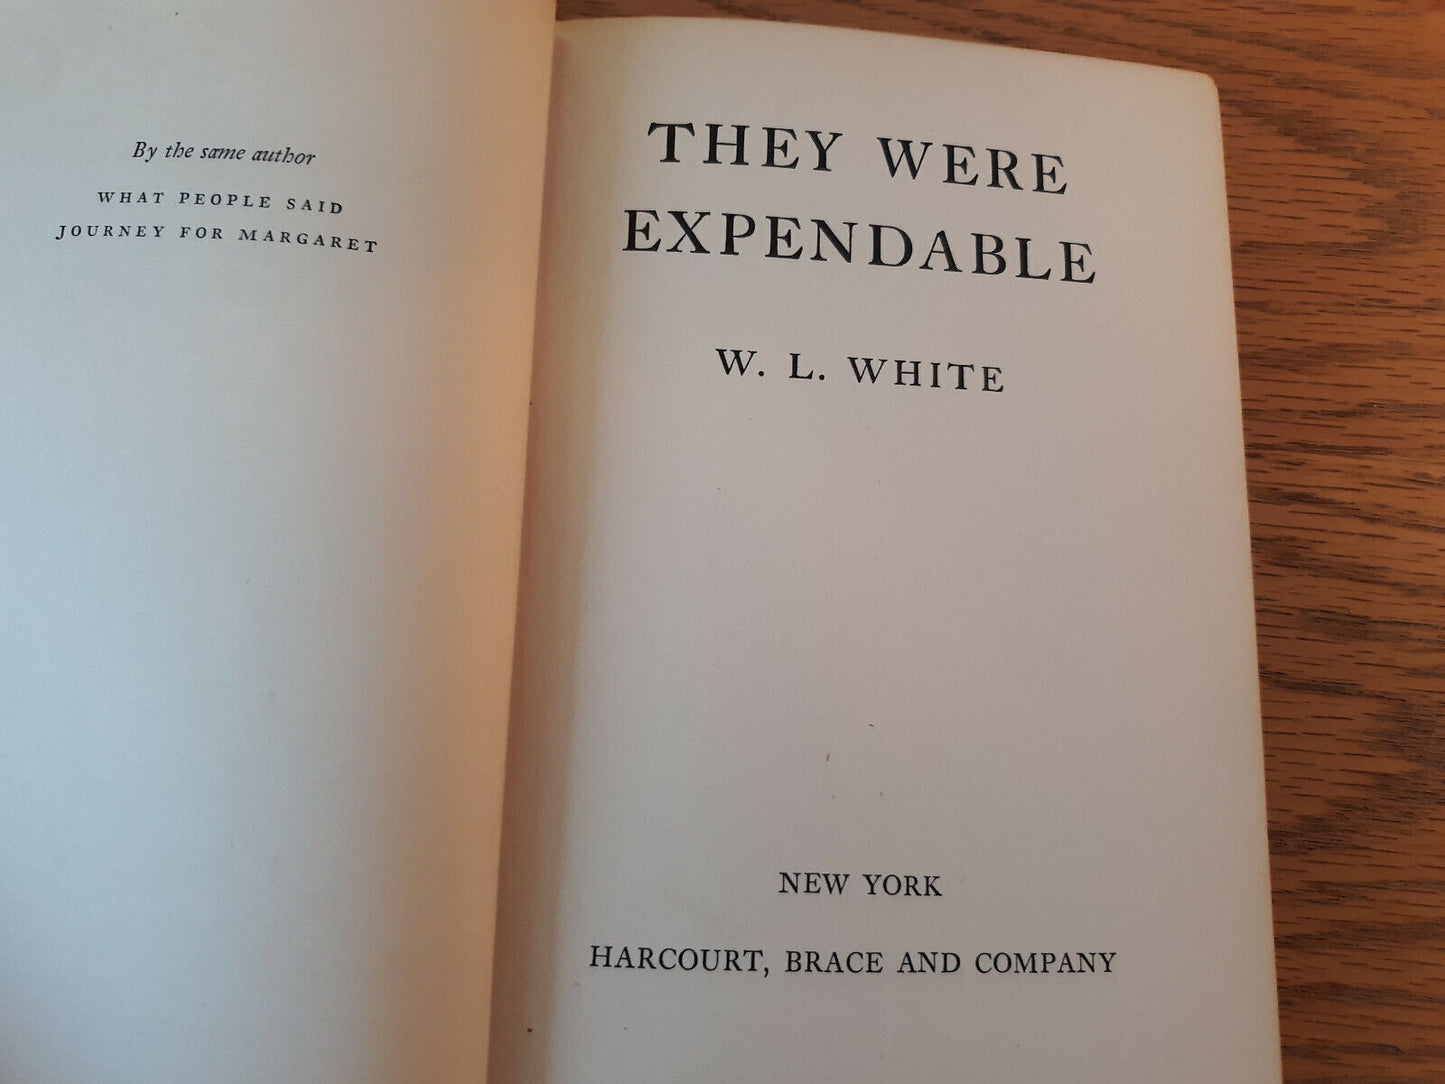 By the same author
WHAT PEOPLE SAID
JOURNEY FOR MARGARET
THEY WERE
EXPENDABLE
W. L. WHITE
NEW YORK
HARCOURT, BRACE AND COMPANY